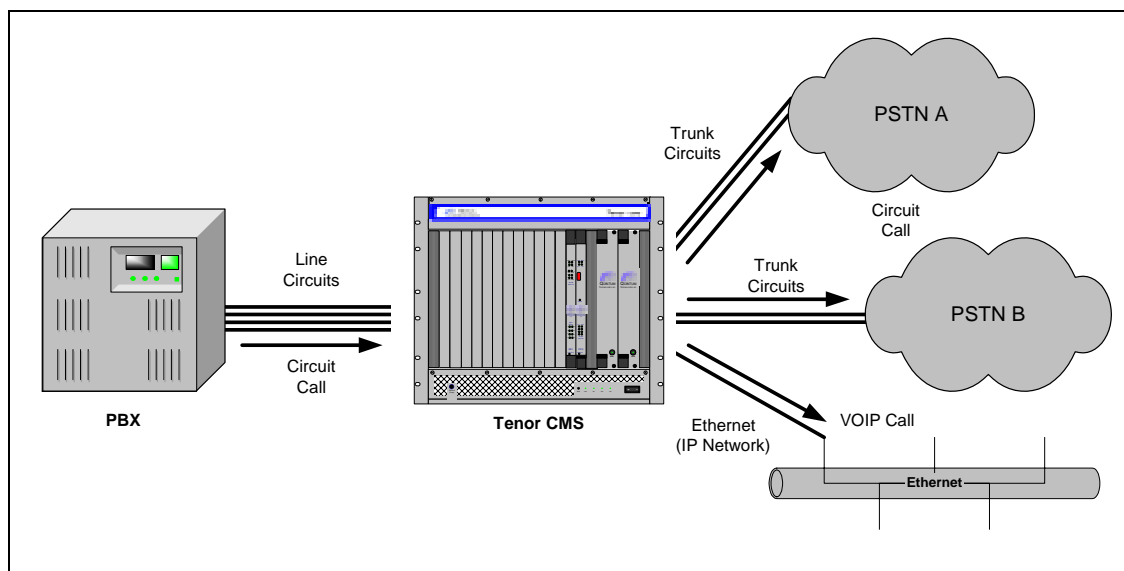 PSTN A
Trunk
Circuits
Circuit
Call
Line
Circuits
Trunk
Circuits
PSTN B
Circuit
Call
PBX
Tenor CMS
Ethernet
(IP Network)
VOIP Call
Ethernet